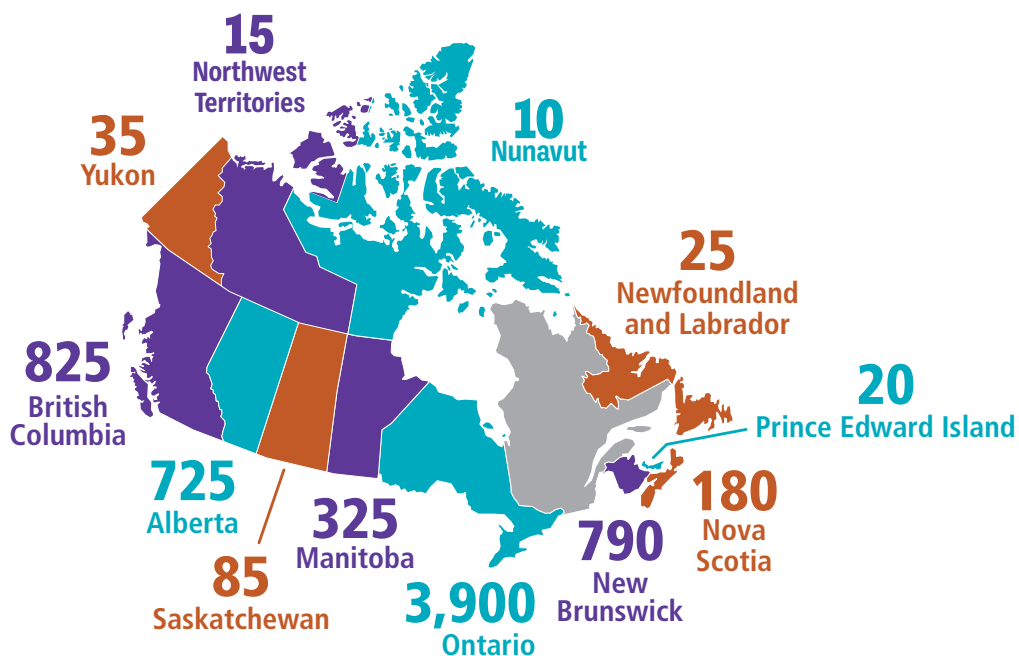 15
Northwest
Territories
35
Yukon
10
Nunavut
25
Newfoundland
and Labrador
825
British
Columbia
20
Prince Edward Island
725
Alberta
85
Saskatchewan
325
Manitoba
3,900
Ontario
790
New
Brunswick
180
Nova
Scotia